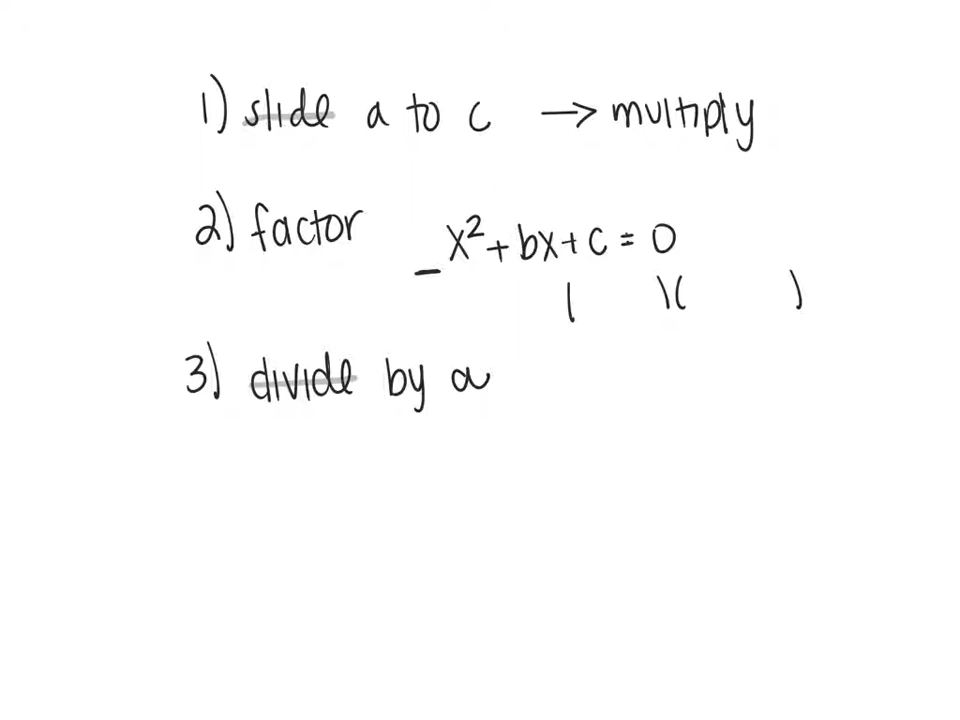 1) slide a to c → multiply
2) factor _x²+bx+c=0
( )( )
3) divide by a